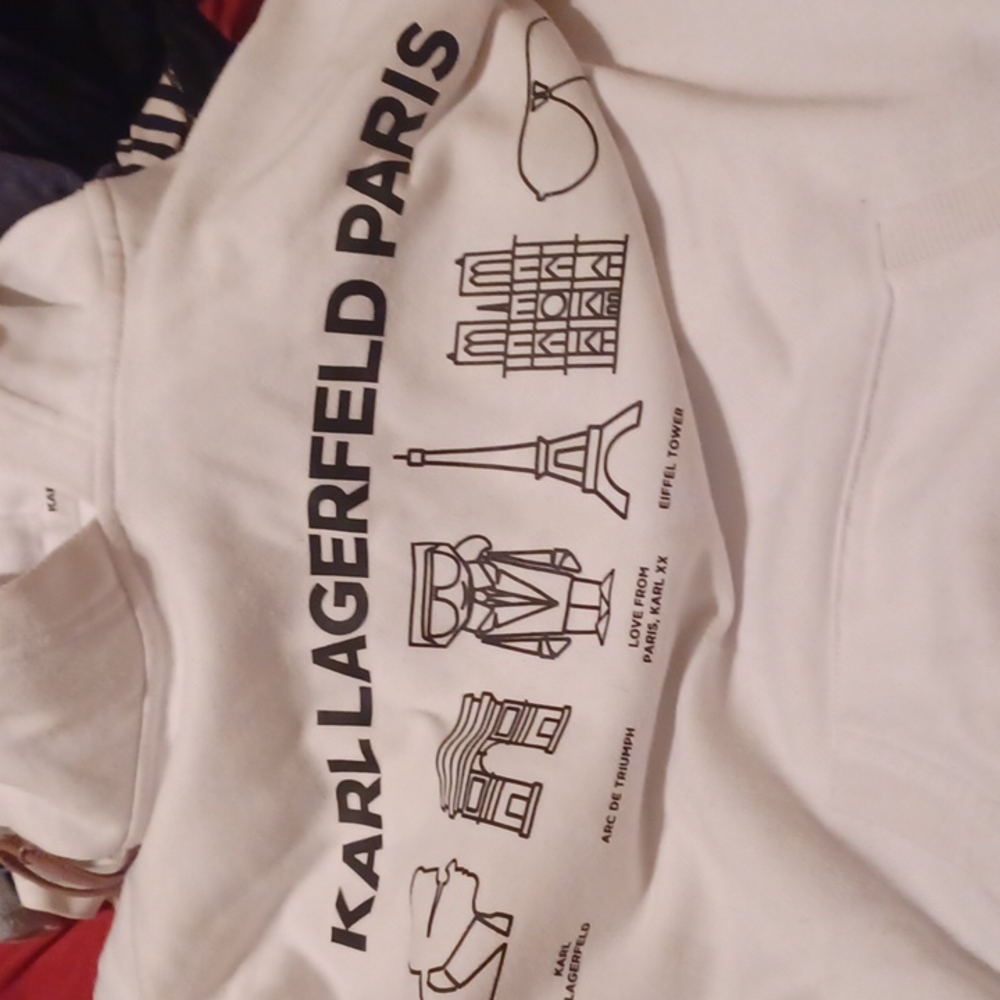 KARL LAGERFELD PARIS
KARL
LAGERFELD
ARC DE TRIUMPH
LOVE FROM
PARIS, KARL XX
EIFFEL TOWER